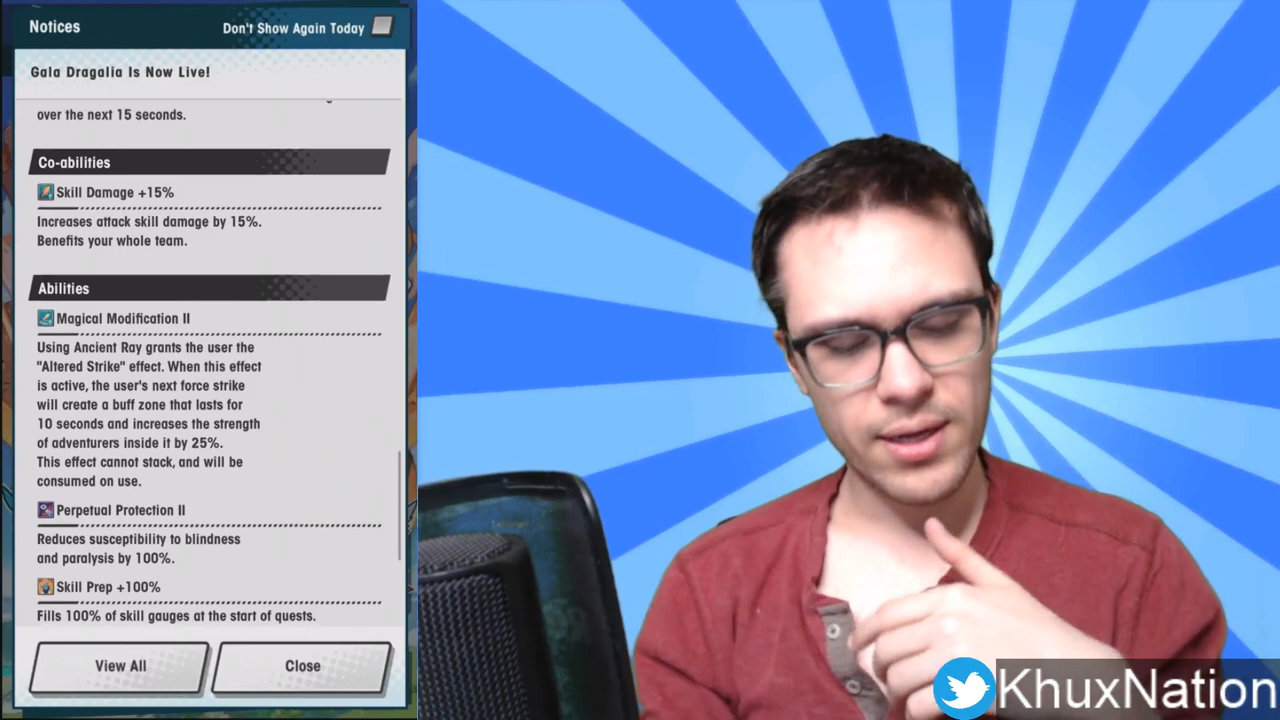 Notices
Don't Show Again Today
Gala Dragalia Is Now Live!
over the next 15 seconds.
Co-abilities
Skill Damage +15%
Increases attack skill damage by 15%.
Benefits your whole team.
Abilities
Magical Modification II
Using Ancient Ray grants the user the
"Altered Strike" effect. When this effect
is active, the user's next force strike
will create a buff zone that lasts for
10 seconds and increases the strength
of adventurers inside it by 25%.
This effect cannot stack, and will be
consumed on use.
Perpetual Protection II
Reduces susceptibility to blindness
and paralysis by 100%.
Skill Prep +100%
Fills 100% of skill gauges at the start of quests.
View All
Close
KhuxNation